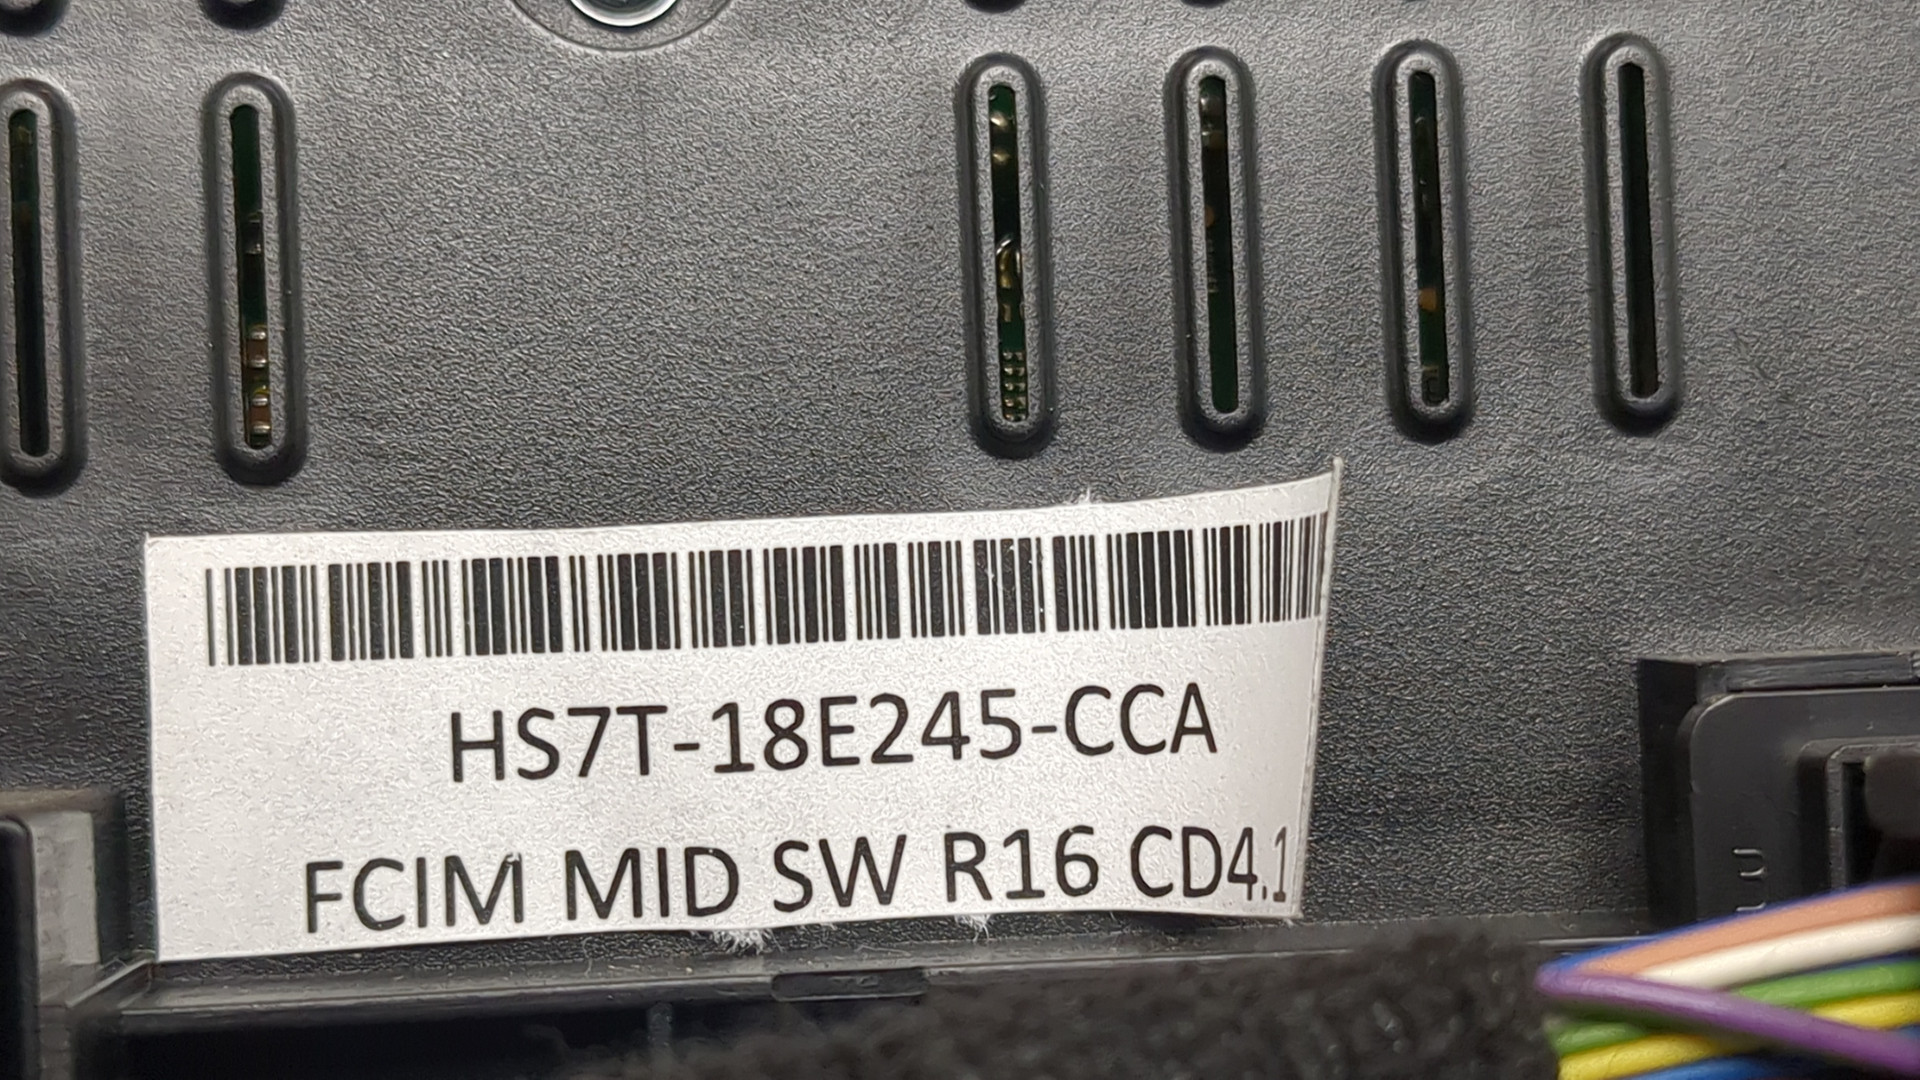 HS7T-18E245-CCA
FCIM MID SW R16 CD4.1